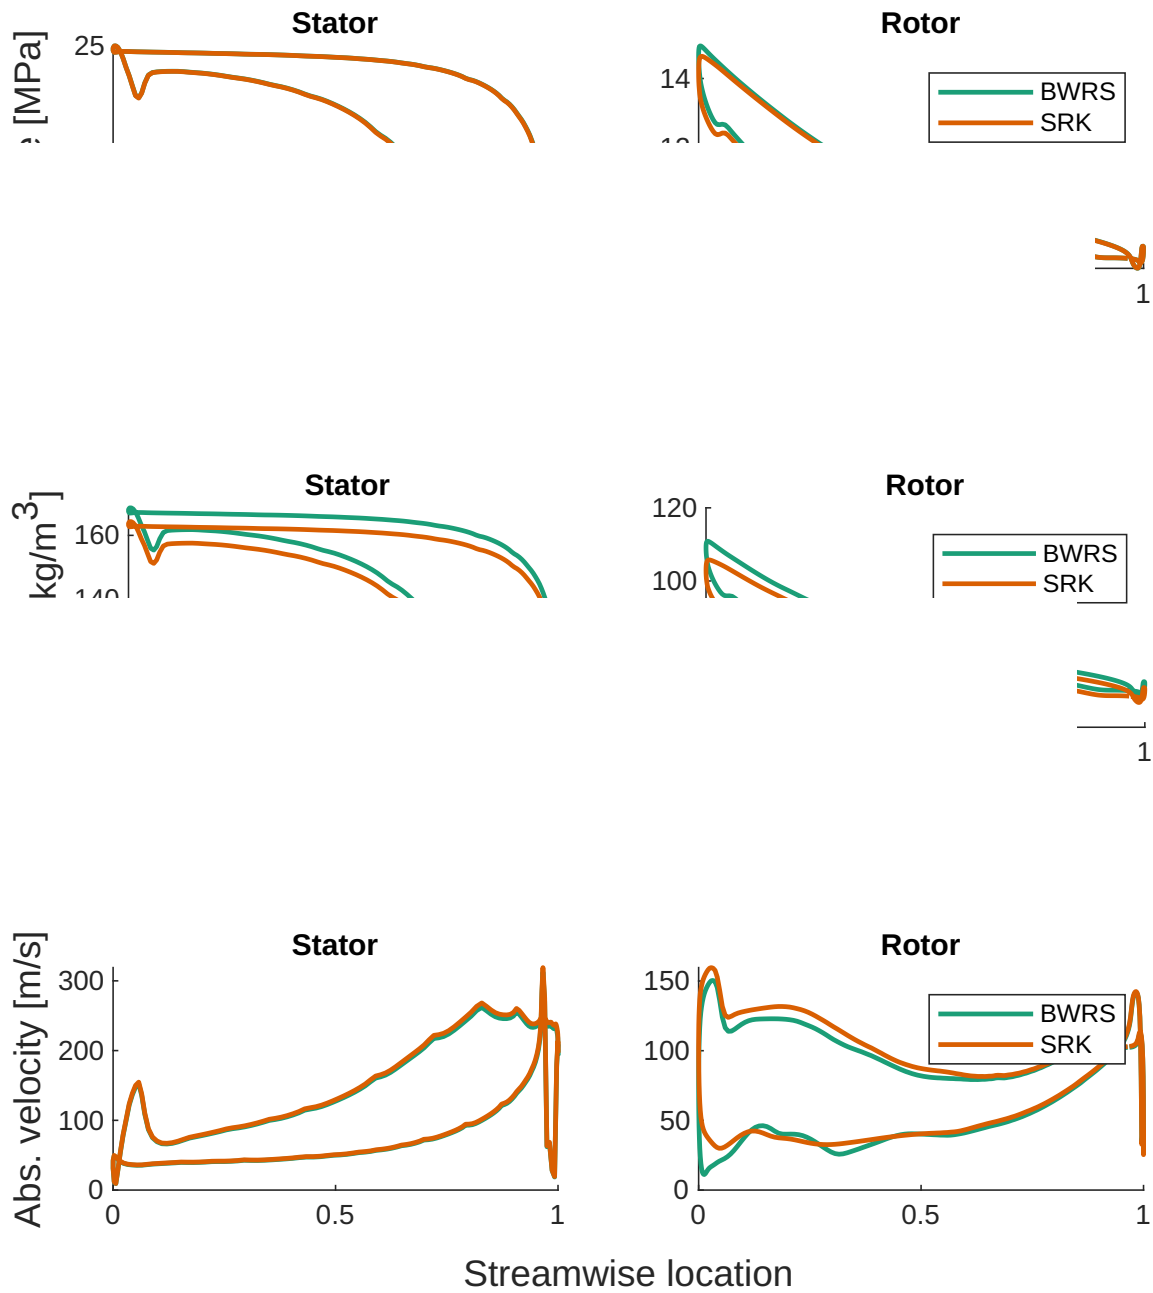 Stator
Rotor
[MPa]
25
14
BWRS
SRK
1
Stator
Rotor
kg/m³]
160
120
100
BWRS
SRK
1
Stator
Rotor
Abs. velocity [m/s]
300
200
100
0
0 0.5 1
150
100
50
0
0 0.5 1
BWRS
SRK
Streamwise location